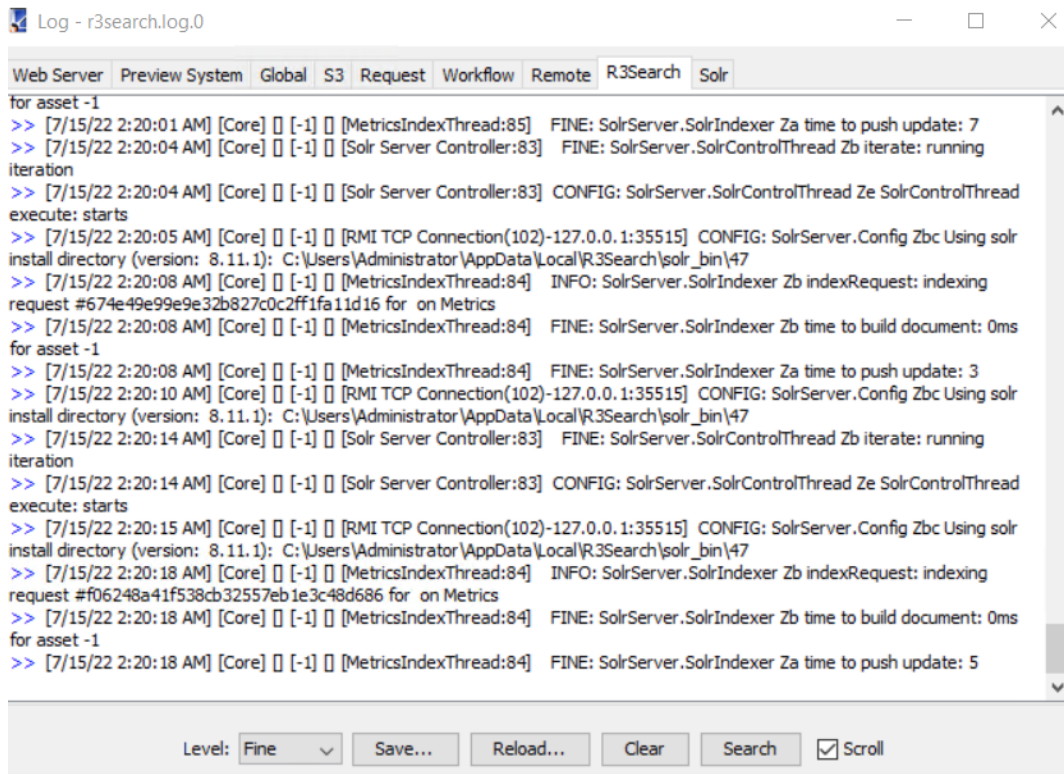 Log - r3search.log.0
Web Server Preview System Global S3 Request Workflow Remote R3Search Solr
for asset -1
>> [7/15/22 2:20:01 AM] [Core] [] [-1] [] [MetricsIndexThread:85] FINE: SolrServer.SolrIndexer Za time to push update: 7
>> [7/15/22 2:20:04 AM] [Core] [] [-1] [] [Solr Server Controller:83] FINE: SolrServer.SolrControlThread Zb iterate: running
iteration
>> [7/15/22 2:20:04 AM] [Core] [] [-1] [] [Solr Server Controller:83] CONFIG: SolrServer.SolrControlThread Ze SolrControlThread
execute: starts
>> [7/15/22 2:20:05 AM] [Core] [] [-1] [] [RMI TCP Connection(102)-127.0.0.1:35515] CONFIG: SolrServer.Config Zbc Using solr
install directory (version: 8.11.1): C:\Users\Administrator\AppData\Local\R3Search\solr_bin\47
>> [7/15/22 2:20:08 AM] [Core] [] [-1] [] [MetricsIndexThread:84] INFO: SolrServer.SolrIndexer Zb indexRequest: indexing
request #674e49e99e9e32b827c0c2ff1fa11d16 for on Metrics
>> [7/15/22 2:20:08 AM] [Core] [] [-1] [] [MetricsIndexThread:84] FINE: SolrServer.SolrIndexer Zb time to build document: 0ms
for asset -1
>> [7/15/22 2:20:08 AM] [Core] [] [-1] [] [MetricsIndexThread:84] FINE: SolrServer.SolrIndexer Za time to push update: 3
>> [7/15/22 2:20:10 AM] [Core] [] [-1] [] [RMI TCP Connection(102)-127.0.0.1:35515] CONFIG: SolrServer.Config Zbc Using solr
install directory (version: 8.11.1): C:\Users\Administrator\AppData\Local\R3Search\solr_bin\47
>> [7/15/22 2:20:14 AM] [Core] [] [-1] [] [Solr Server Controller:83] FINE: SolrServer.SolrControlThread Zb iterate: running
iteration
>> [7/15/22 2:20:14 AM] [Core] [] [-1] [] [Solr Server Controller:83] CONFIG: SolrServer.SolrControlThread Ze SolrControlThread
execute: starts
>> [7/15/22 2:20:15 AM] [Core] [] [-1] [] [RMI TCP Connection(102)-127.0.0.1:35515] CONFIG: SolrServer.Config Zbc Using solr
install directory (version: 8.11.1): C:\Users\Administrator\AppData\Local\R3Search\solr_bin\47
>> [7/15/22 2:20:18 AM] [Core] [] [-1] [] [MetricsIndexThread:84] INFO: SolrServer.SolrIndexer Zb indexRequest: indexing
request #f06248a41f538cb32557eb1e3c48d686 for on Metrics
>> [7/15/22 2:20:18 AM] [Core] [] [-1] [] [MetricsIndexThread:84] FINE: SolrServer.SolrIndexer Zb time to build document: 0ms
for asset -1
>> [7/15/22 2:20:18 AM] [Core] [] [-1] [] [MetricsIndexThread:84] FINE: SolrServer.SolrIndexer Za time to push update: 5
Level: Fine Save... Reload... Clear Search Scroll